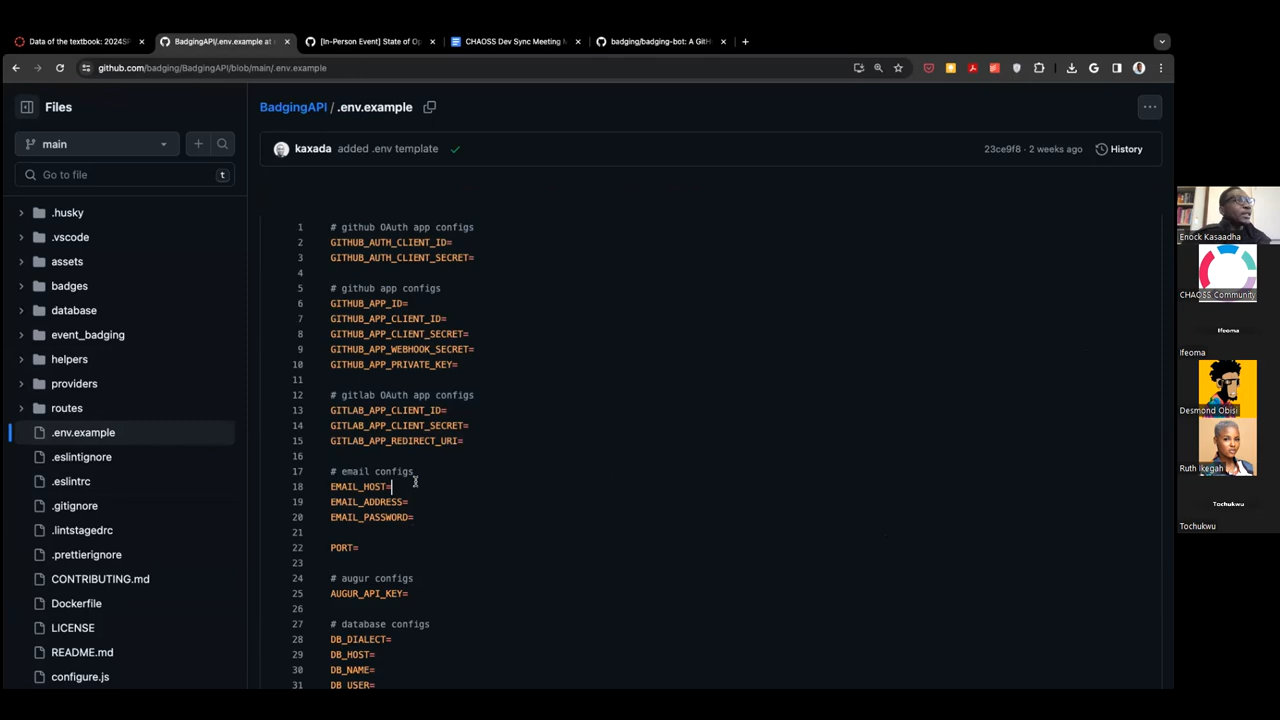 Data of the textbook: 2024SP
BadgingAPI/.env.example at
[In-Person Event] State of Op
CHAOSS Dev Sync Meeting M
badging/badging-bot: A GitH
github.com/badging/BadgingAPI/blob/main/.env.example
Files
main
Go to file
t
.husky
.vscode
assets
badges
database
event_badging
helpers
providers
routes
.env.example
.eslintignore
.eslintrc
.gitignore
.lintstagedrc
.prettierignore
CONTRIBUTING.md
Dockerfile
LICENSE
README.md
configure.js
BadgingAPI / .env.example
kaxada added .env template
23ce9f8 · 2 weeks ago
History
1 # github OAuth app configs
2 GITHUB_AUTH_CLIENT_ID=
3 GITHUB_AUTH_CLIENT_SECRET=
4
5 # github app configs
6 GITHUB_APP_ID=
7 GITHUB_APP_CLIENT_ID=
8 GITHUB_APP_CLIENT_SECRET=
9 GITHUB_APP_WEBHOOK_SECRET=
10 GITHUB_APP_PRIVATE_KEY=
11
12 # gitlab OAuth app configs
13 GITLAB_APP_CLIENT_ID=
14 GITLAB_APP_CLIENT_SECRET=
15 GITLAB_APP_REDIRECT_URI=
16
17 # email configs
18 EMAIL_HOST=
19 EMAIL_ADDRESS=
20 EMAIL_PASSWORD=
21
22 PORT=
23
24 # augur configs
25 AUGUR_API_KEY=
26
27 # database configs
28 DB_DIALECT=
29 DB_HOST=
30 DB_NAME=
31 DB_USER=
Enock Kasaadha
CHAOSS Community
Ifeoma
Ifeoma
Desmond Obisi
Ruth Ikegah
Tochukwu
Tochukwu